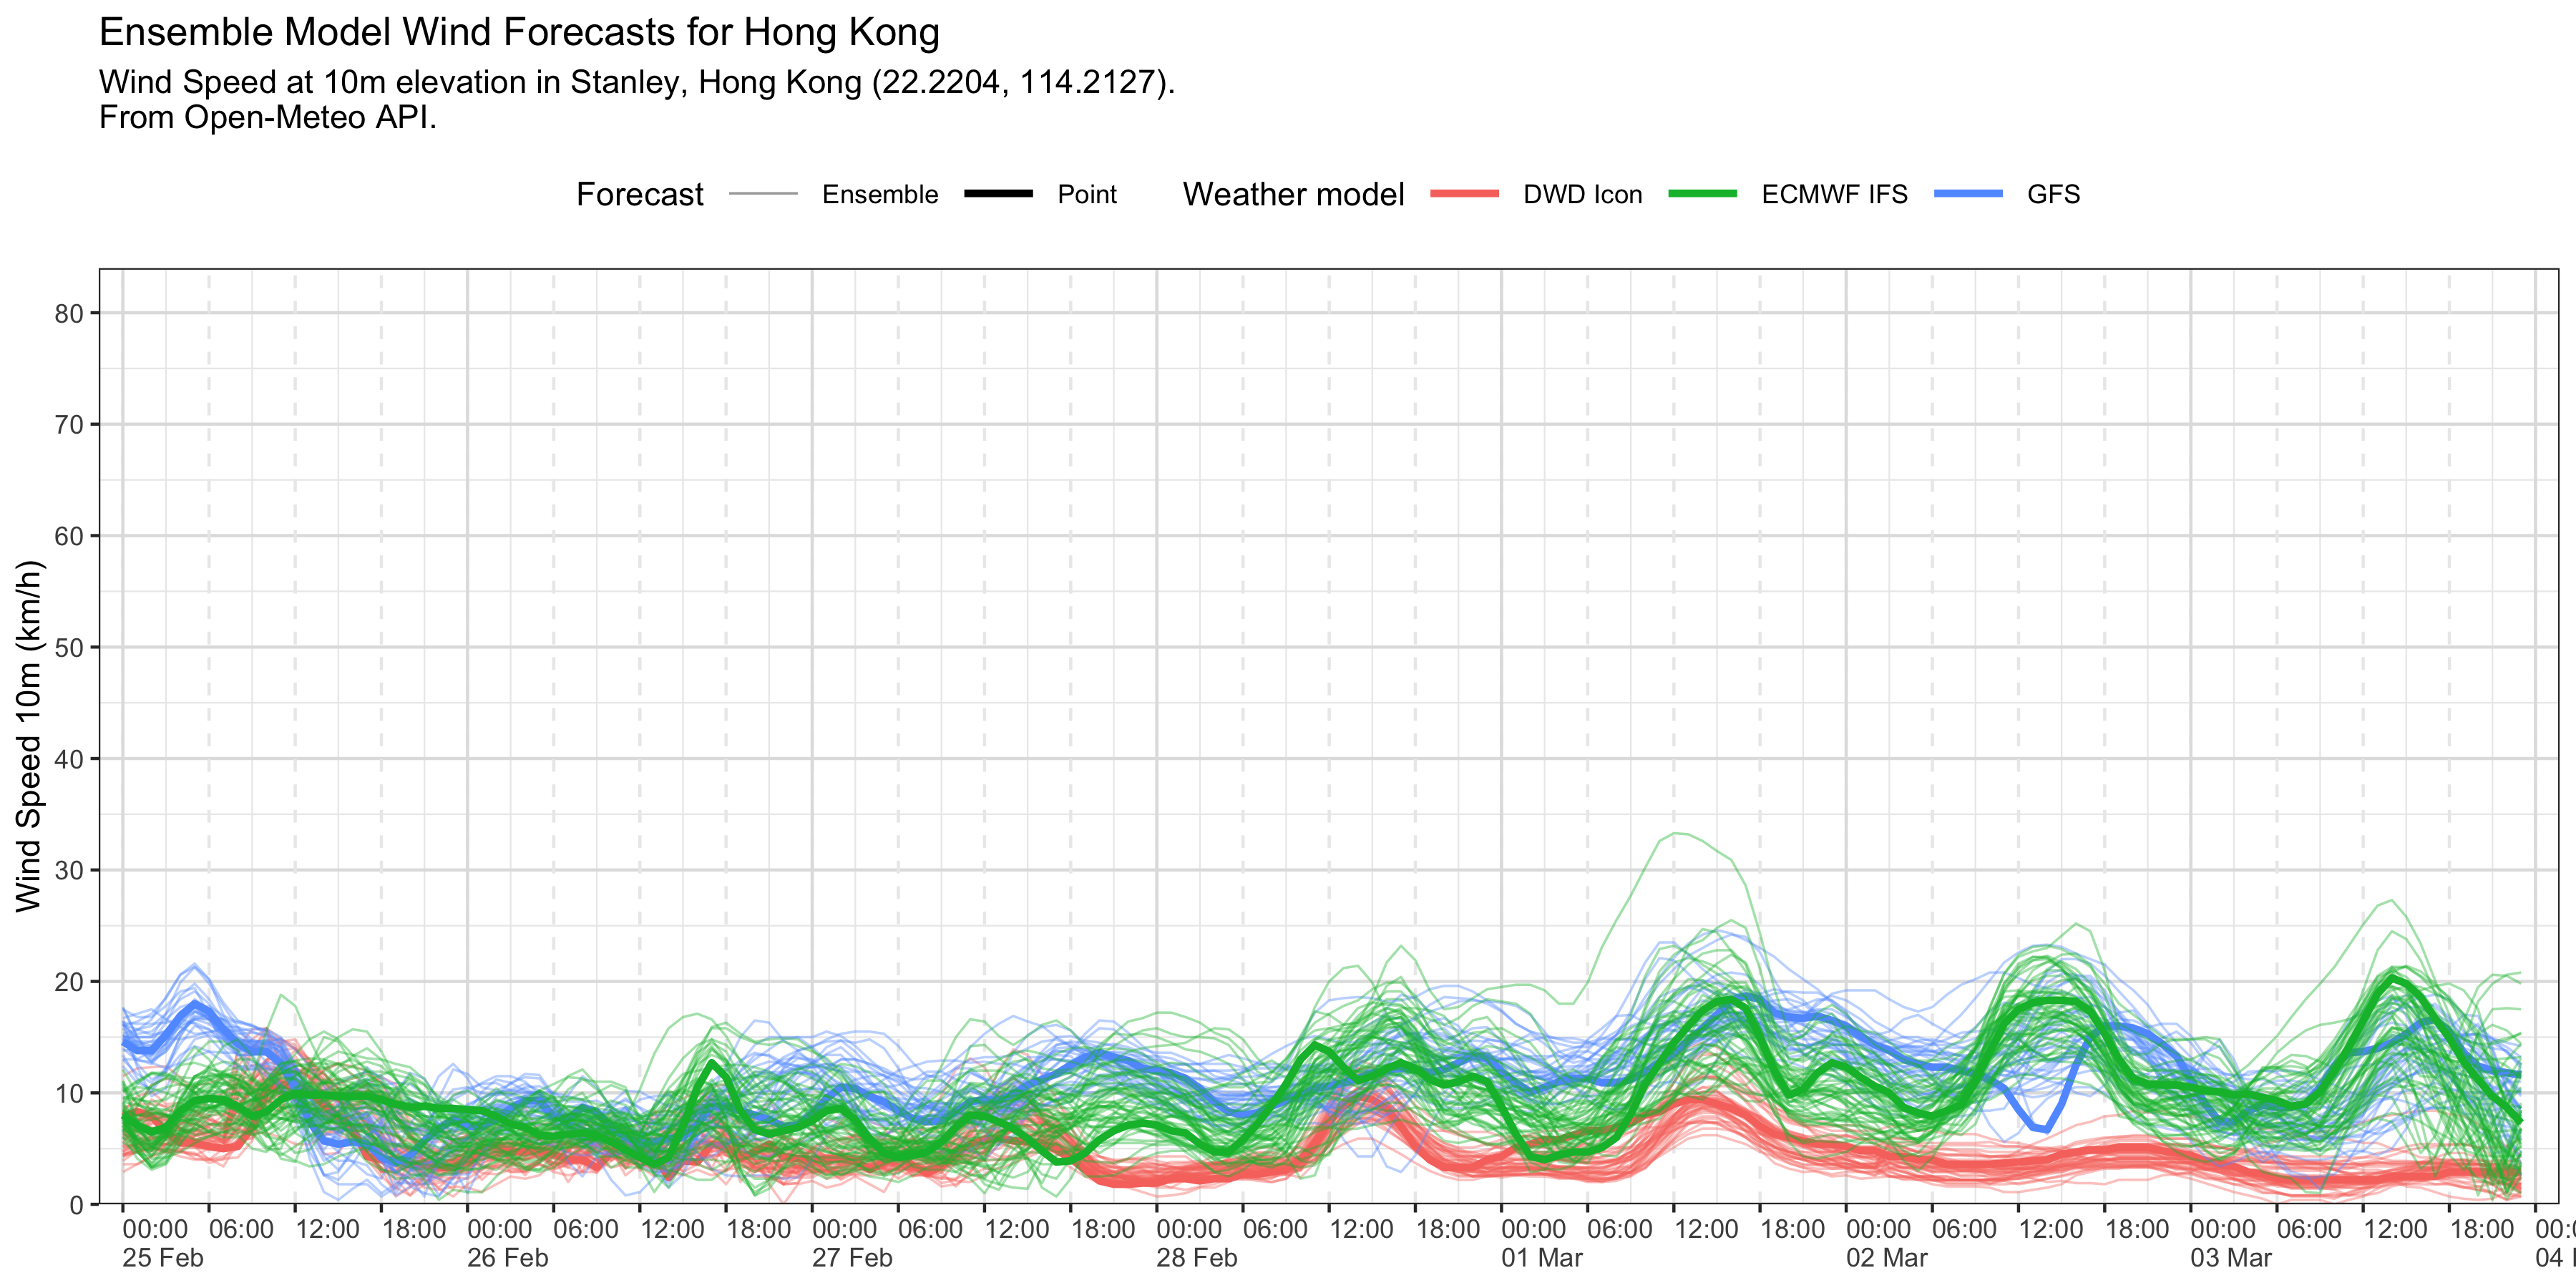 Ensemble Model Wind Forecasts for Hong Kong
Wind Speed at 10m elevation in Stanley, Hong Kong (22.2204, 114.2127).
From Open-Meteo API.
Forecast Ensemble Point Weather model DWD Icon ECMWF IFS GFS
Wind Speed 10m (km/h)
80
70
60
50
40
30
20
10
0
00:00 06:00 12:00 18:00 00:00 06:00 12:00 18:00 00:00 06:00 12:00 18:00 00:00 06:00 12:00 18:00 00:00 06:00 12:00 18:00 00:00 06:00 12:00 18:00 00:00 06:00 12:00 18:00
25 Feb 26 Feb 27 Feb 28 Feb 01 Mar 02 Mar 03 Mar 04